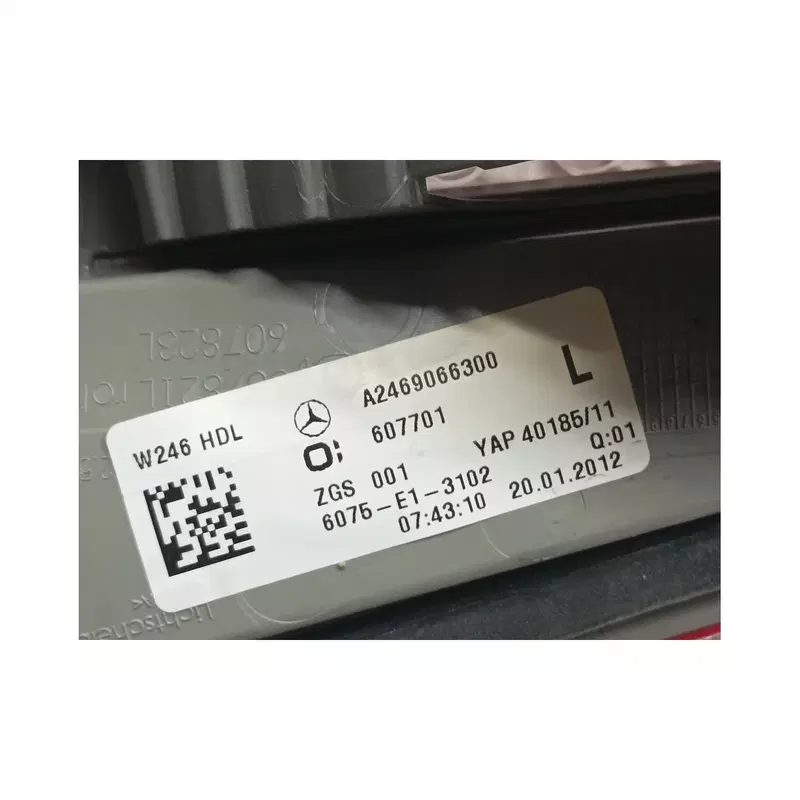 W246 HDL
A2469066300
L
O: 607701
ZGS 001
YAP 40185/11
6075-E1-3102
Q:01
07:43:10 20.01.2012
607823L